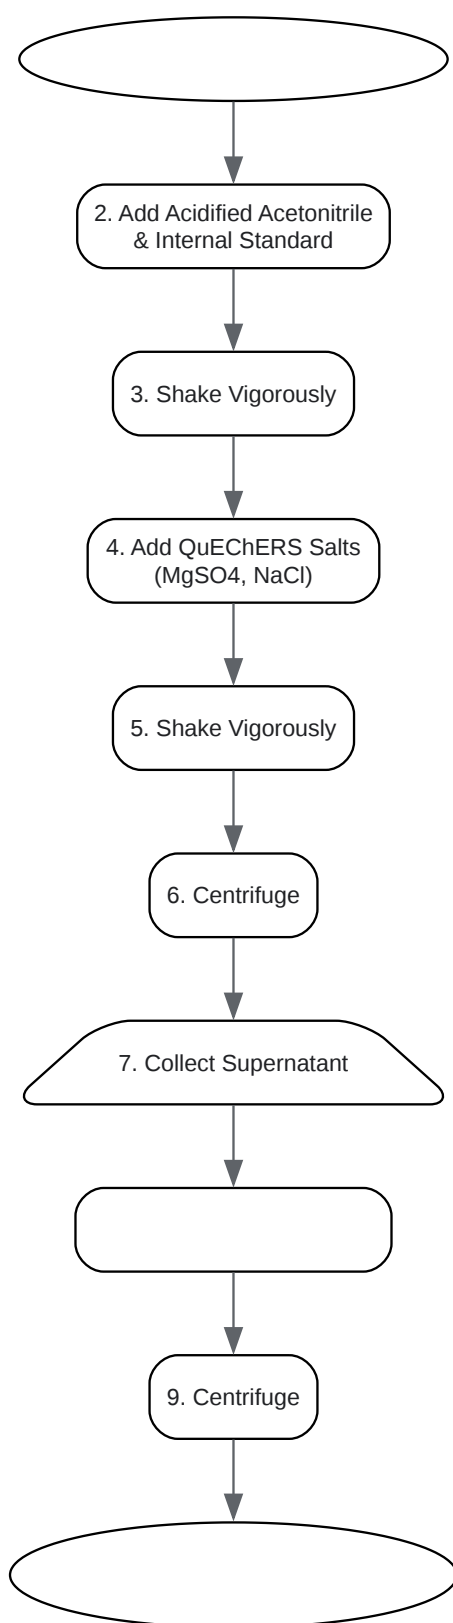 2. Add Acidified Acetonitrile
& Internal Standard
3. Shake Vigorously
4. Add QuEChERS Salts
(MgSO4, NaCl)
5. Shake Vigorously
6. Centrifuge
7. Collect Supernatant
9. Centrifuge